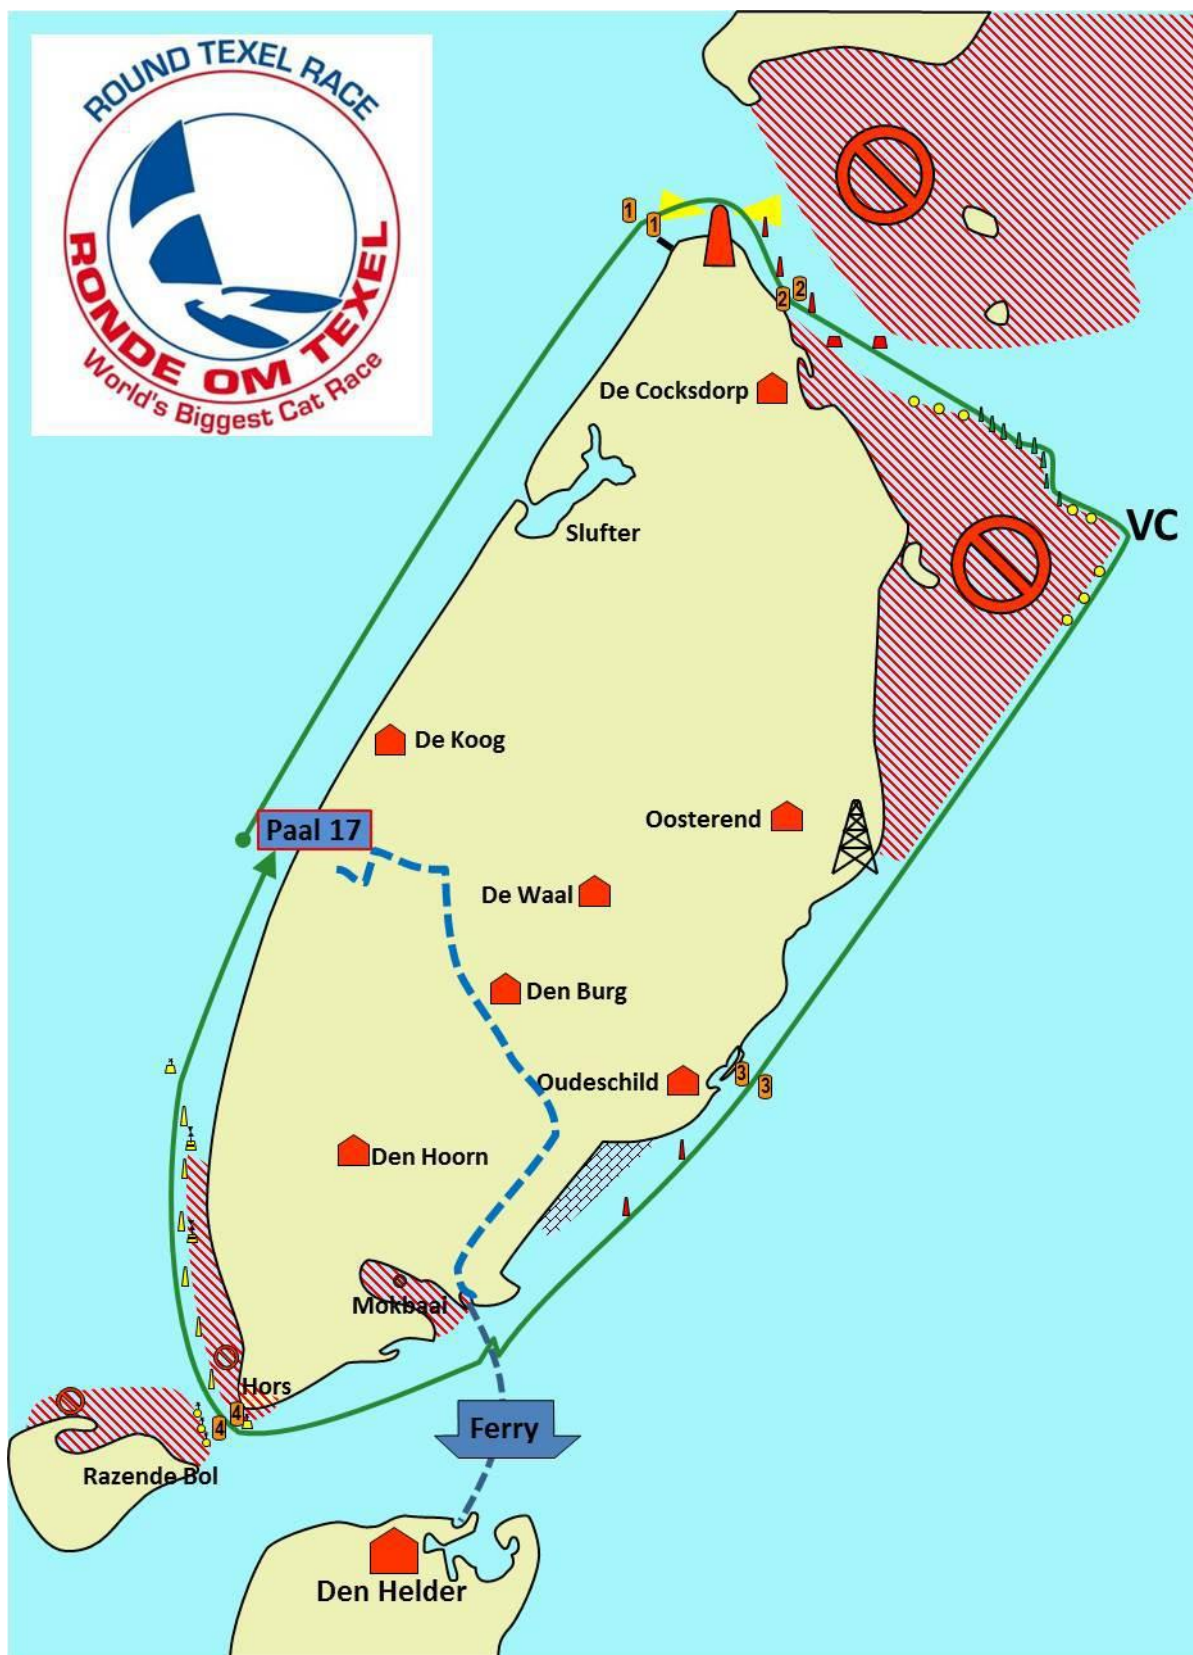 ROUND TEXEL RACE
RONDE OM TEXEL
World's Biggest Cat Race
1
1
2
2
De Cocksdorp
Slufter
VC
De Koog
Paal 17
Oosterend
De Waal
Den Burg
Oudeschild
3
3
Den Hoorn
Mokbaai
Hors
4
4
Ferry
Razende Bol
Den Helder